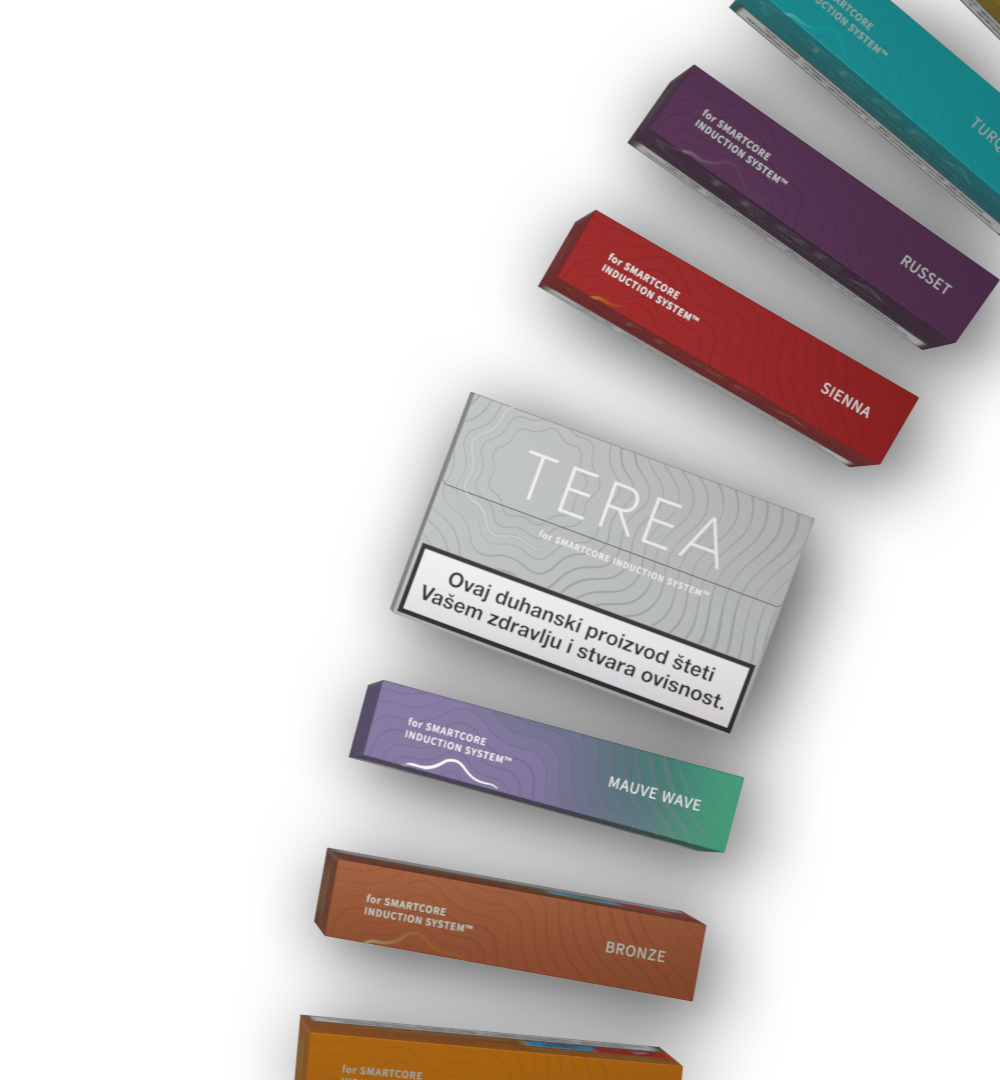 INDUCTION SYSTEM™
for SMARTCORE
INDUCTION SYSTEM™
RUSSET
for SMARTCORE
INDUCTION SYSTEM™
SIENNA
TEREA
for SMARTCORE INDUCTION SYSTEM™
Ovaj duhanski proizvod šteti
Vašem zdravlju i stvara ovisnost.
for SMARTCORE
INDUCTION SYSTEM™
MAUVE WAVE
for SMARTCORE
INDUCTION SYSTEM™
BRONZE
for SMARTCORE